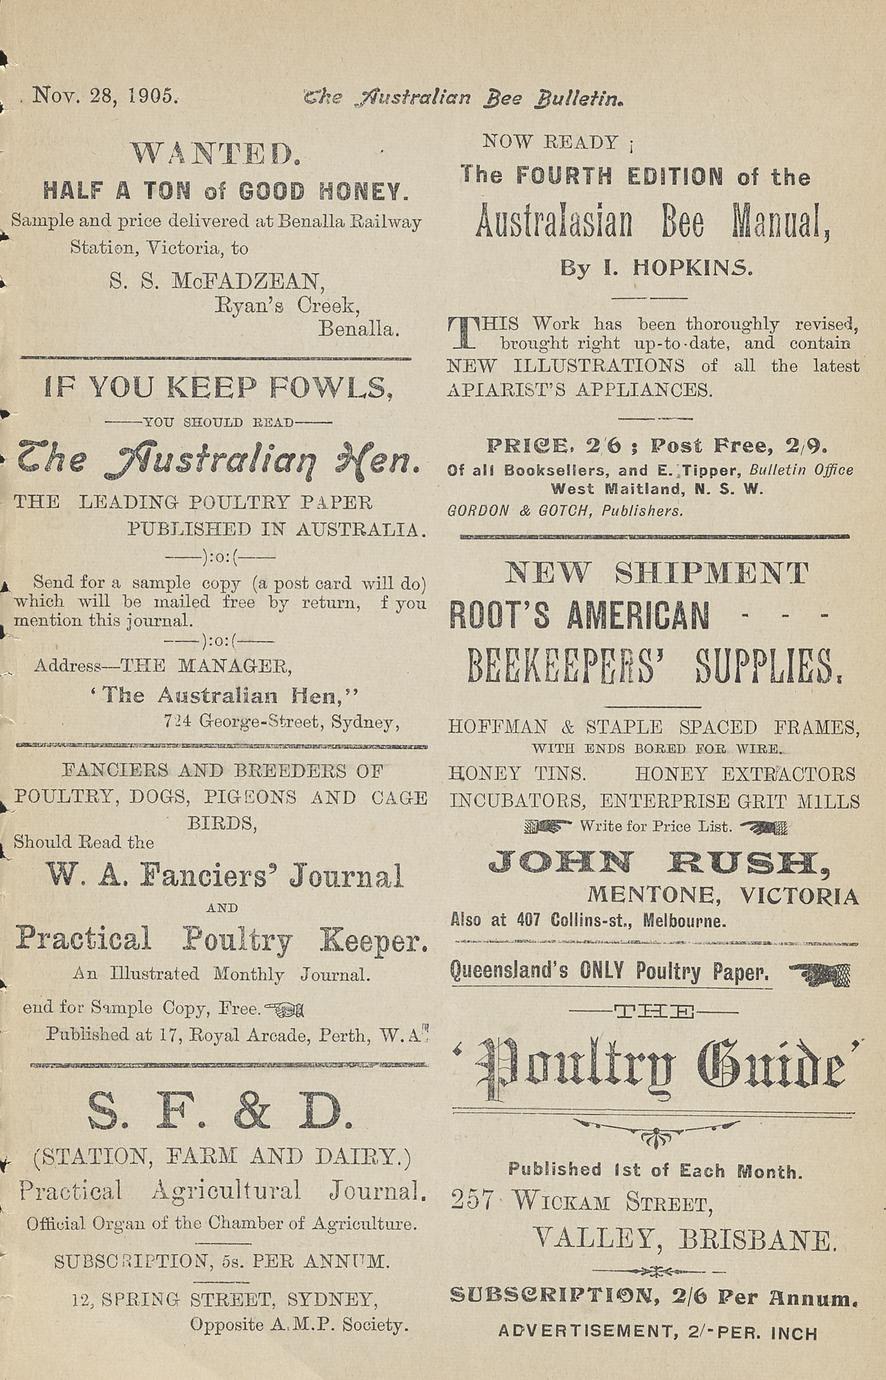 Nov. 28, 1905.
The Australian Bee Bulletin.
WANTED.
HALF A TON of GOOD HONEY.
Sample and price delivered at Benalla Railway
Station, Victoria, to
S. S. McFADZEAN,
Ryan's Creek,
Benalla.
IF YOU KEEP FOWLS,
——YOU SHOULD READ——
The Australian Hen.
THE LEADING POULTRY PAPER
PUBLISHED IN AUSTRALIA.
——):o:(——
Send for a sample copy (a post card will do)
which will be mailed free by return, f you
mention this journal.
——):o:(——
Address—THE MANAGER,
'The Australian Hen,"
724 George-Street, Sydney,
FANCIERS AND BREEDERS OF
POULTRY, DOGS, PIGEONS AND CAGE
BIRDS,
Should Read the
W. A. Fanciers' Journal
AND
Practical Poultry Keeper.
An Illustrated Monthly Journal.
end for Sample Copy, Free.
Published at 17, Royal Arcade, Perth, W.A.
S. F. & D.
(STATION, FARM AND DAIRY.)
Practical Agricultural Journal.
Official Organ of the Chamber of Agriculture.
SUBSCRIPTION, 5s. PER ANNUM.
12, SPRING STREET, SYDNEY,
Opposite A.M.P. Society.
NOW READY ;
The FOURTH EDITION of the
Australasian Bee Manual,
By I. HOPKINS.
THIS Work has been thoroughly revised,
brought right up-to-date, and contain
NEW ILLUSTRATIONS of all the latest
APIARIST'S APPLIANCES.
PRICE, 2/6 ; Post Free, 2/9.
Of all Booksellers, and E. Tipper, Bulletin Office
West Maitland, N. S. W.
GORDON & GOTCH, Publishers.
NEW SHIPMENT
ROOT'S AMERICAN - - -
BEEKEEPERS' SUPPLIES.
HOFFMAN & STAPLE SPACED FRAMES,
WITH ENDS BORED FOR WIRE.
HONEY TINS. HONEY EXTRACTORS
INCUBATORS, ENTERPRISE GRIT M1LLS
Write for Price List.
JOHN RUSH,
MENTONE, VICTORIA
Also at 407 Collins-st., Melbourne.
Queensland's ONLY Poultry Paper.
——THE——
'Poultry Guide'
Published 1st of Each Month.
257 WICKAM STREET,
VALLEY, BRISBANE.
SUBSCRIPTION, 2/6 Per Annum.
ADVERTISEMENT, 2/- PER. INCH